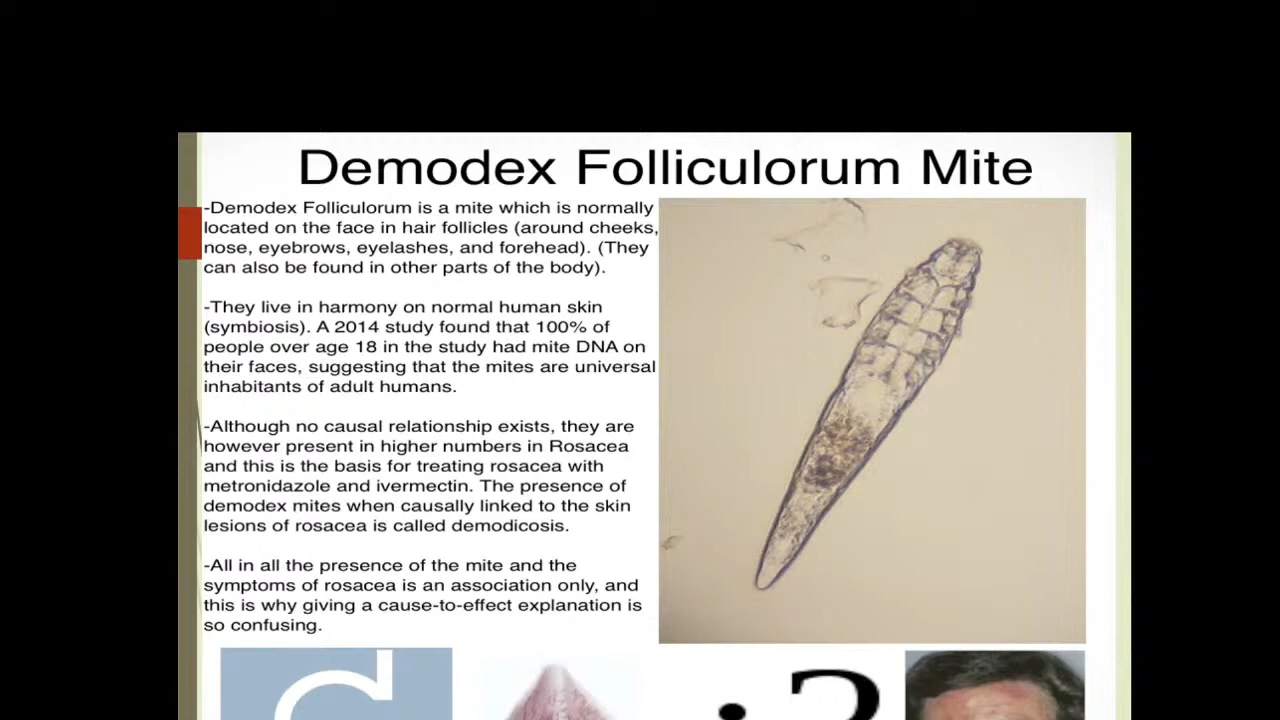 Demodex Folliculorum Mite
-Demodex Folliculorum is a mite which is normally
located on the face in hair follicles (around cheeks,
nose, eyebrows, eyelashes, and forehead). (They
can also be found in other parts of the body).
-They live in harmony on normal human skin
(symbiosis). A 2014 study found that 100% of
people over age 18 in the study had mite DNA on
their faces, suggesting that the mites are universal
inhabitants of adult humans.
-Although no causal relationship exists, they are
however present in higher numbers in Rosacea
and this is the basis for treating rosacea with
metronidazole and ivermectin. The presence of
demodex mites when causally linked to the skin
lesions of rosacea is called demodicosis.
-All in all the presence of the mite and the
symptoms of rosacea is an association only, and
this is why giving a cause-to-effect explanation is
so confusing.